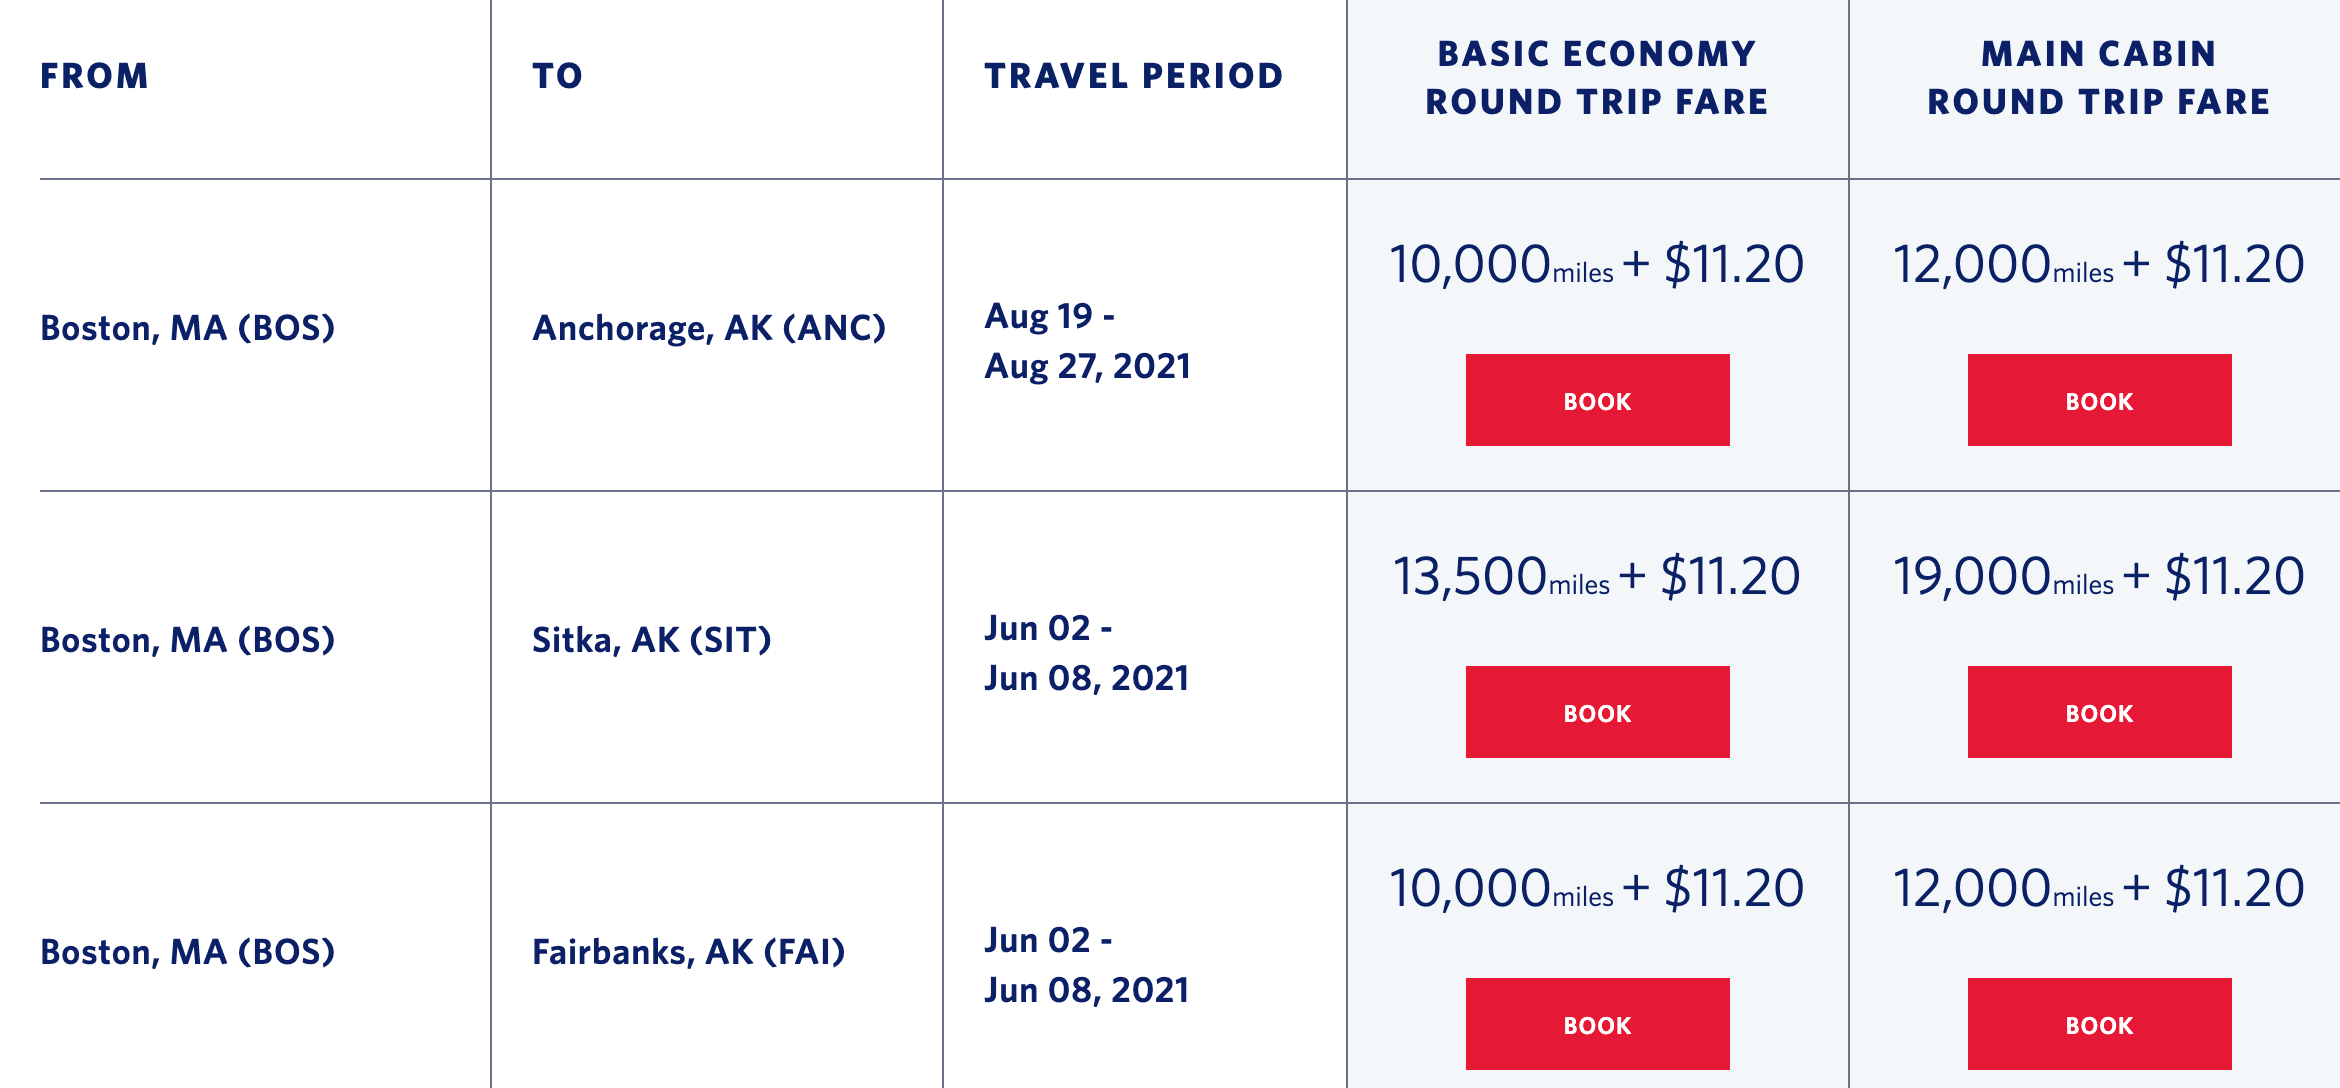 FROM
TO
TRAVEL PERIOD
BASIC ECONOMY
ROUND TRIP FARE
MAIN CABIN
ROUND TRIP FARE
Boston, MA (BOS)
Anchorage, AK (ANC)
Aug 19 -
Aug 27, 2021
10,000miles + $11.20
BOOK
12,000miles + $11.20
BOOK
Boston, MA (BOS)
Sitka, AK (SIT)
Jun 02 -
Jun 08, 2021
13,500miles + $11.20
BOOK
19,000miles + $11.20
BOOK
Boston, MA (BOS)
Fairbanks, AK (FAI)
Jun 02 -
Jun 08, 2021
10,000miles + $11.20
BOOK
12,000miles + $11.20
BOOK